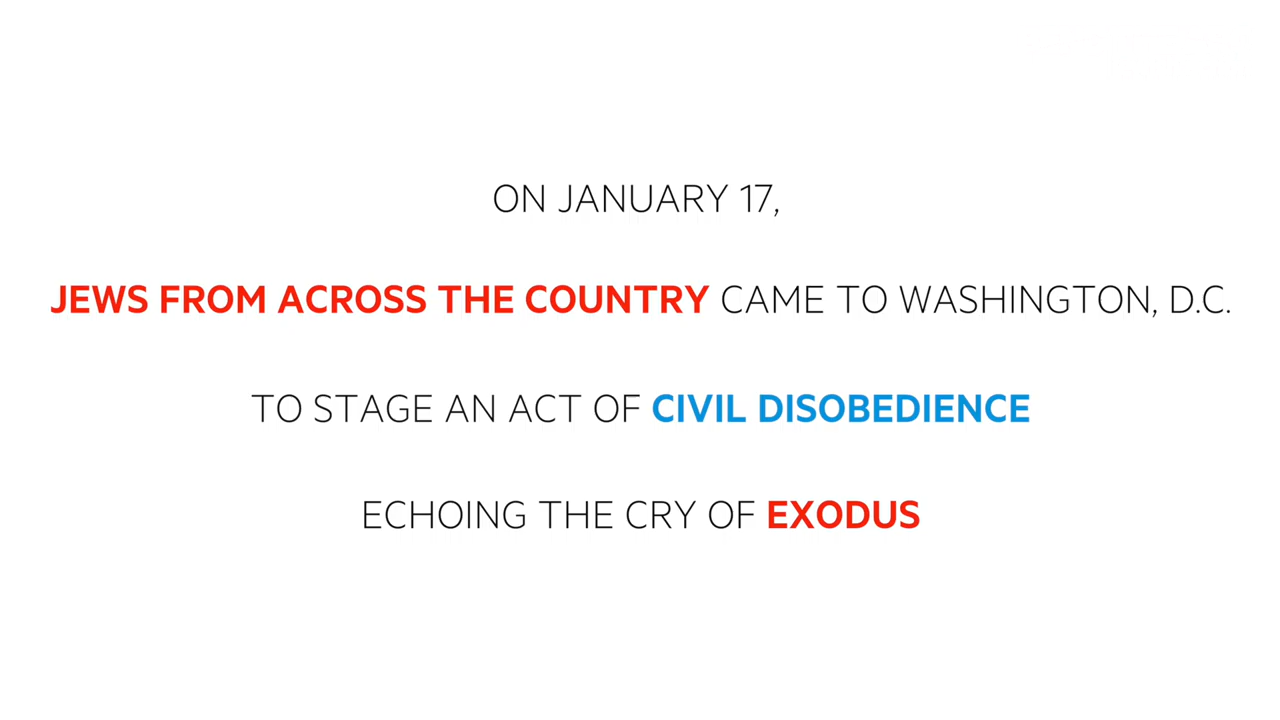 ON JANUARY 17,
JEWS FROM ACROSS THE COUNTRY CAME TO WASHINGTON, D.C.
TO STAGE AN ACT OF CIVIL DISOBEDIENCE
ECHOING THE CRY OF EXODUS